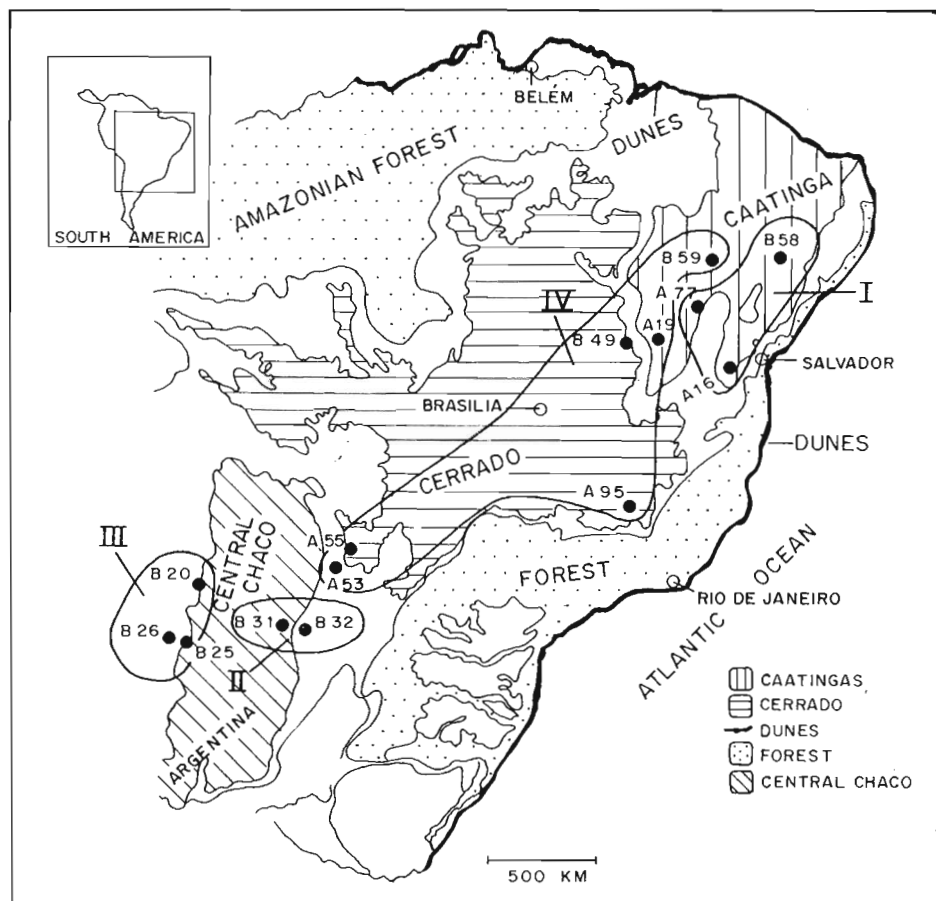 SOUTH AMERICA
BELÉM
DUNES
AMAZONIAN FOREST
CAATINGA
B 58
B 59
I
A 77
IV
A19
B 49
SALVADOR
A16
BRASILIA
DUNES
CERRADO
A 95
III
CENTRAL
CHACO
A 55
B 20
A 53
FOREST
RIO DE JANEIRO
B 31
B 32
B 26
B 25
II
ATLANTIC OCEAN
ARGENTINA
CAATINGAS
CERRADO
DUNES
FOREST
CENTRAL CHACO
500 KM